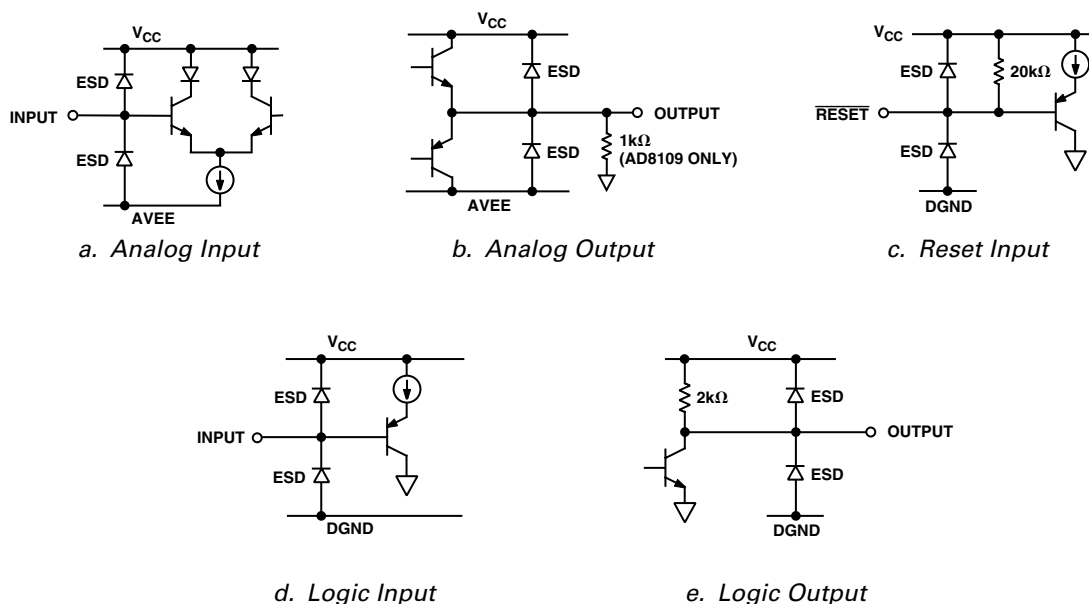 VCC
ESD
INPUT
ESD
AVEE
a. Analog Input
VCC
ESD
OUTPUT
1kΩ
(AD8109 ONLY)
ESD
AVEE
b. Analog Output
VCC
ESD
20kΩ
RESET
ESD
DGND
c. Reset Input
VCC
ESD
INPUT
ESD
DGND
d. Logic Input
VCC
2kΩ
ESD
OUTPUT
ESD
DGND
e. Logic Output